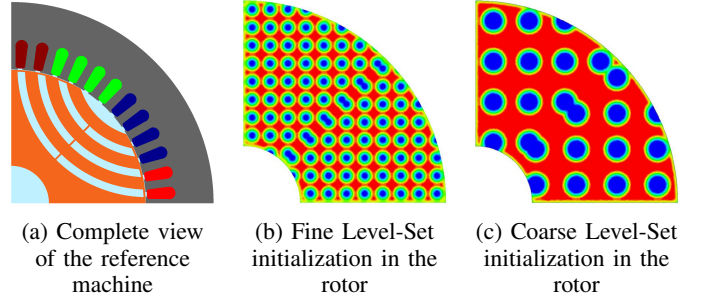 (a) Complete view
of the reference
machine
(b) Fine Level-Set
initialization in the
rotor
(c) Coarse Level-Set
initialization in the
rotor